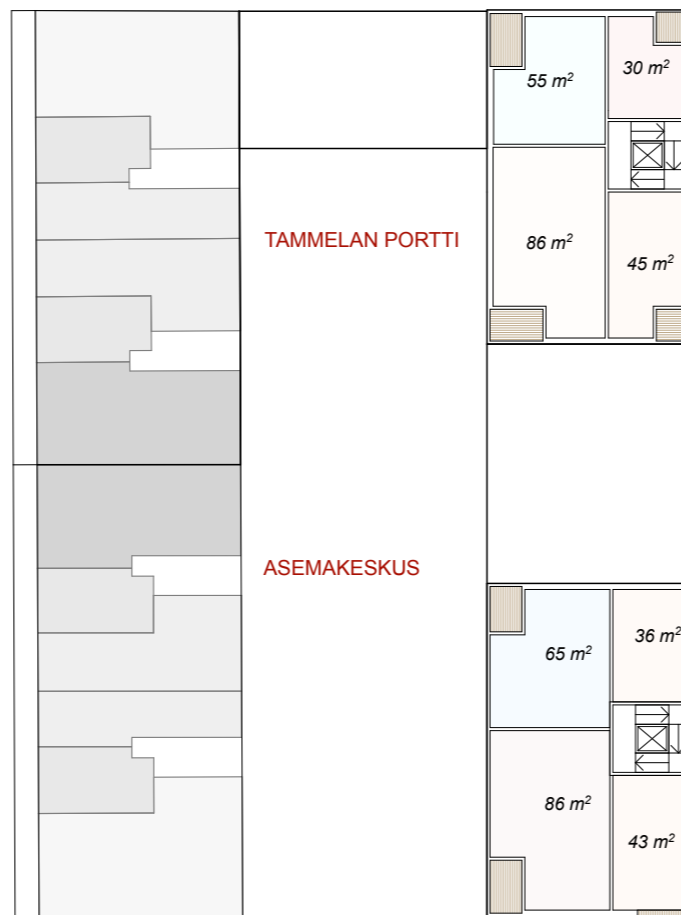 55 m²
30 m²
TAMMELAN PORTTI
86 m²
45 m²
ASEMAKESKUS
65 m²
36 m²
86 m²
43 m²